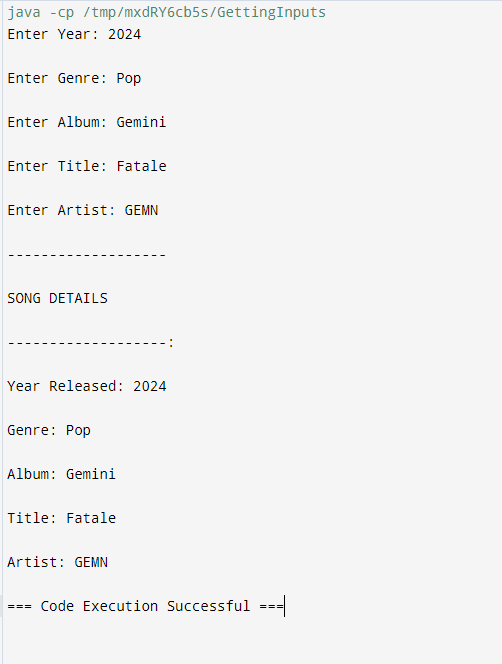 java -cp /tmp/mxdRY6cb5s/GettingInputs
Enter Year: 2024
Enter Genre: Pop
Enter Album: Gemini
Enter Title: Fatale
Enter Artist: GEMN
-------------------
SONG DETAILS
-------------------:
Year Released: 2024
Genre: Pop
Album: Gemini
Title: Fatale
Artist: GEMN
=== Code Execution Successful ===